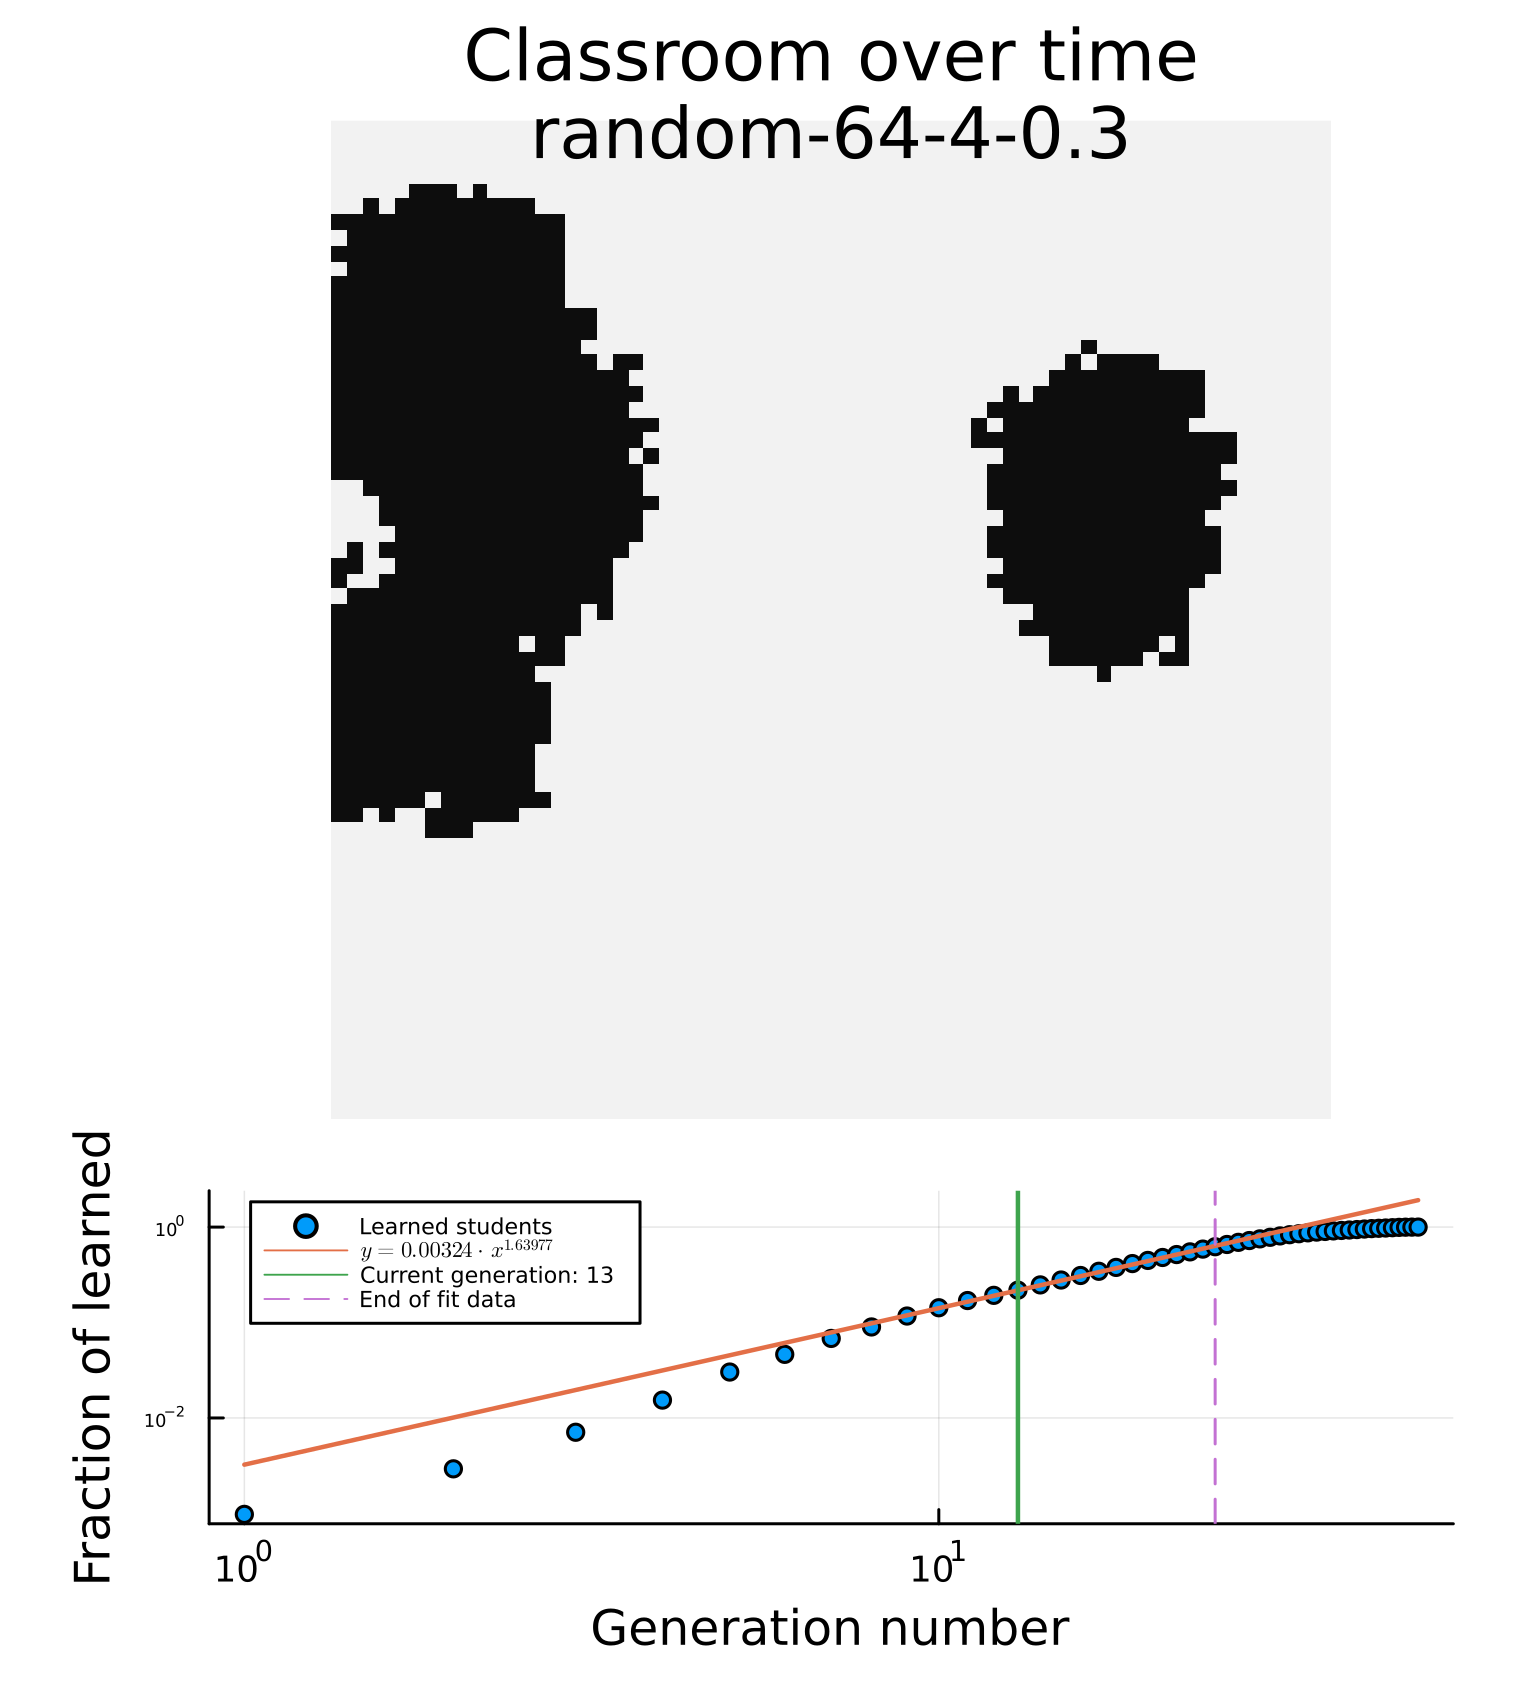 Classroom over time
random-64-4-0.3
Fraction of learned
10^0
10^-2
Learned students
y = 0.00324 · x^1.63977
Current generation: 13
End of fit data
10^0
10^1
Generation number